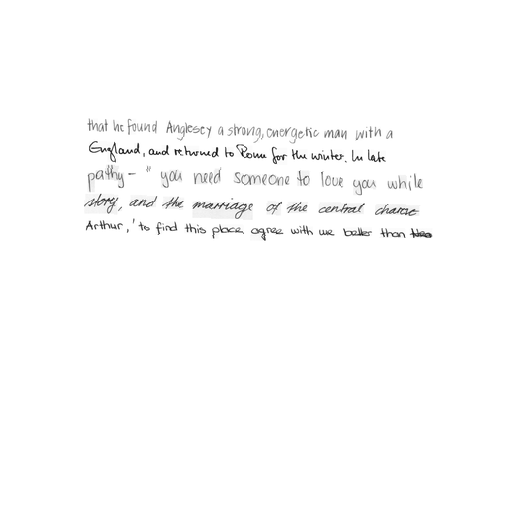 that he found Anglesey a strong, energetic man with a
England, and returned to Rome for the winter. In late
pathy - " you need someone to love you while
story, and the marriage of the central charac
Arthur, ' to find this place agree with me better than